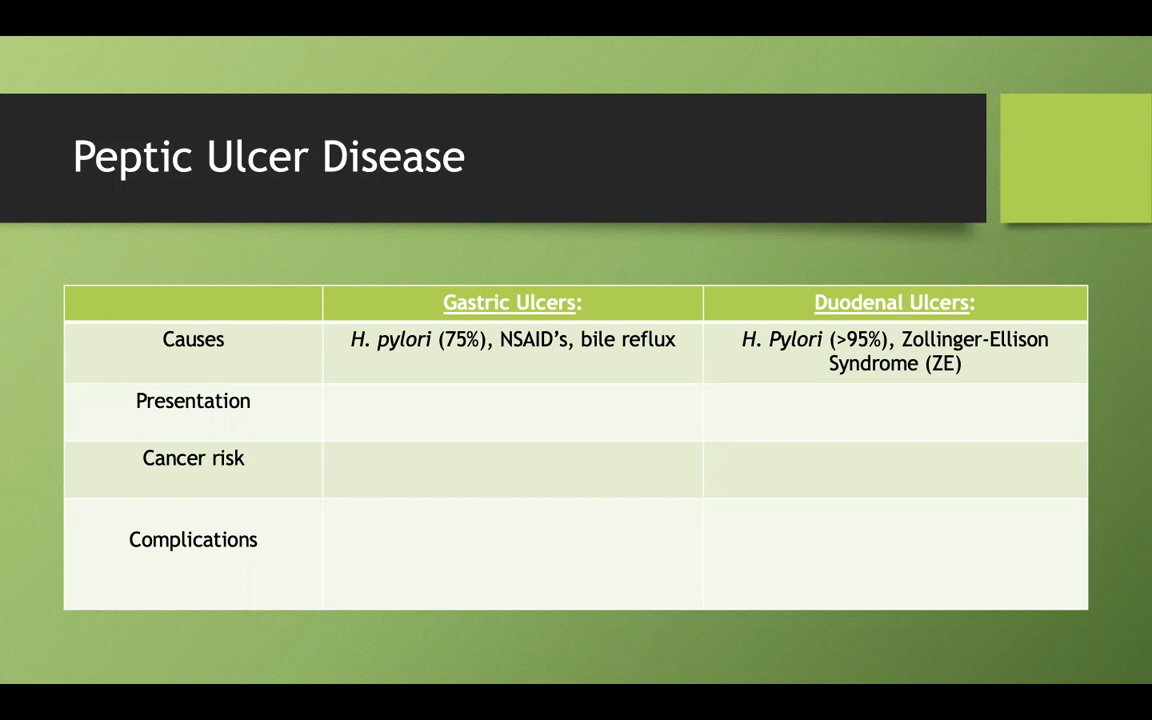 Peptic Ulcer Disease
Gastric Ulcers:
Duodenal Ulcers:
Causes
H. pylori (75%), NSAID's, bile reflux
H. Pylori (>95%), Zollinger-Ellison
Syndrome (ZE)
Presentation
Cancer risk
Complications